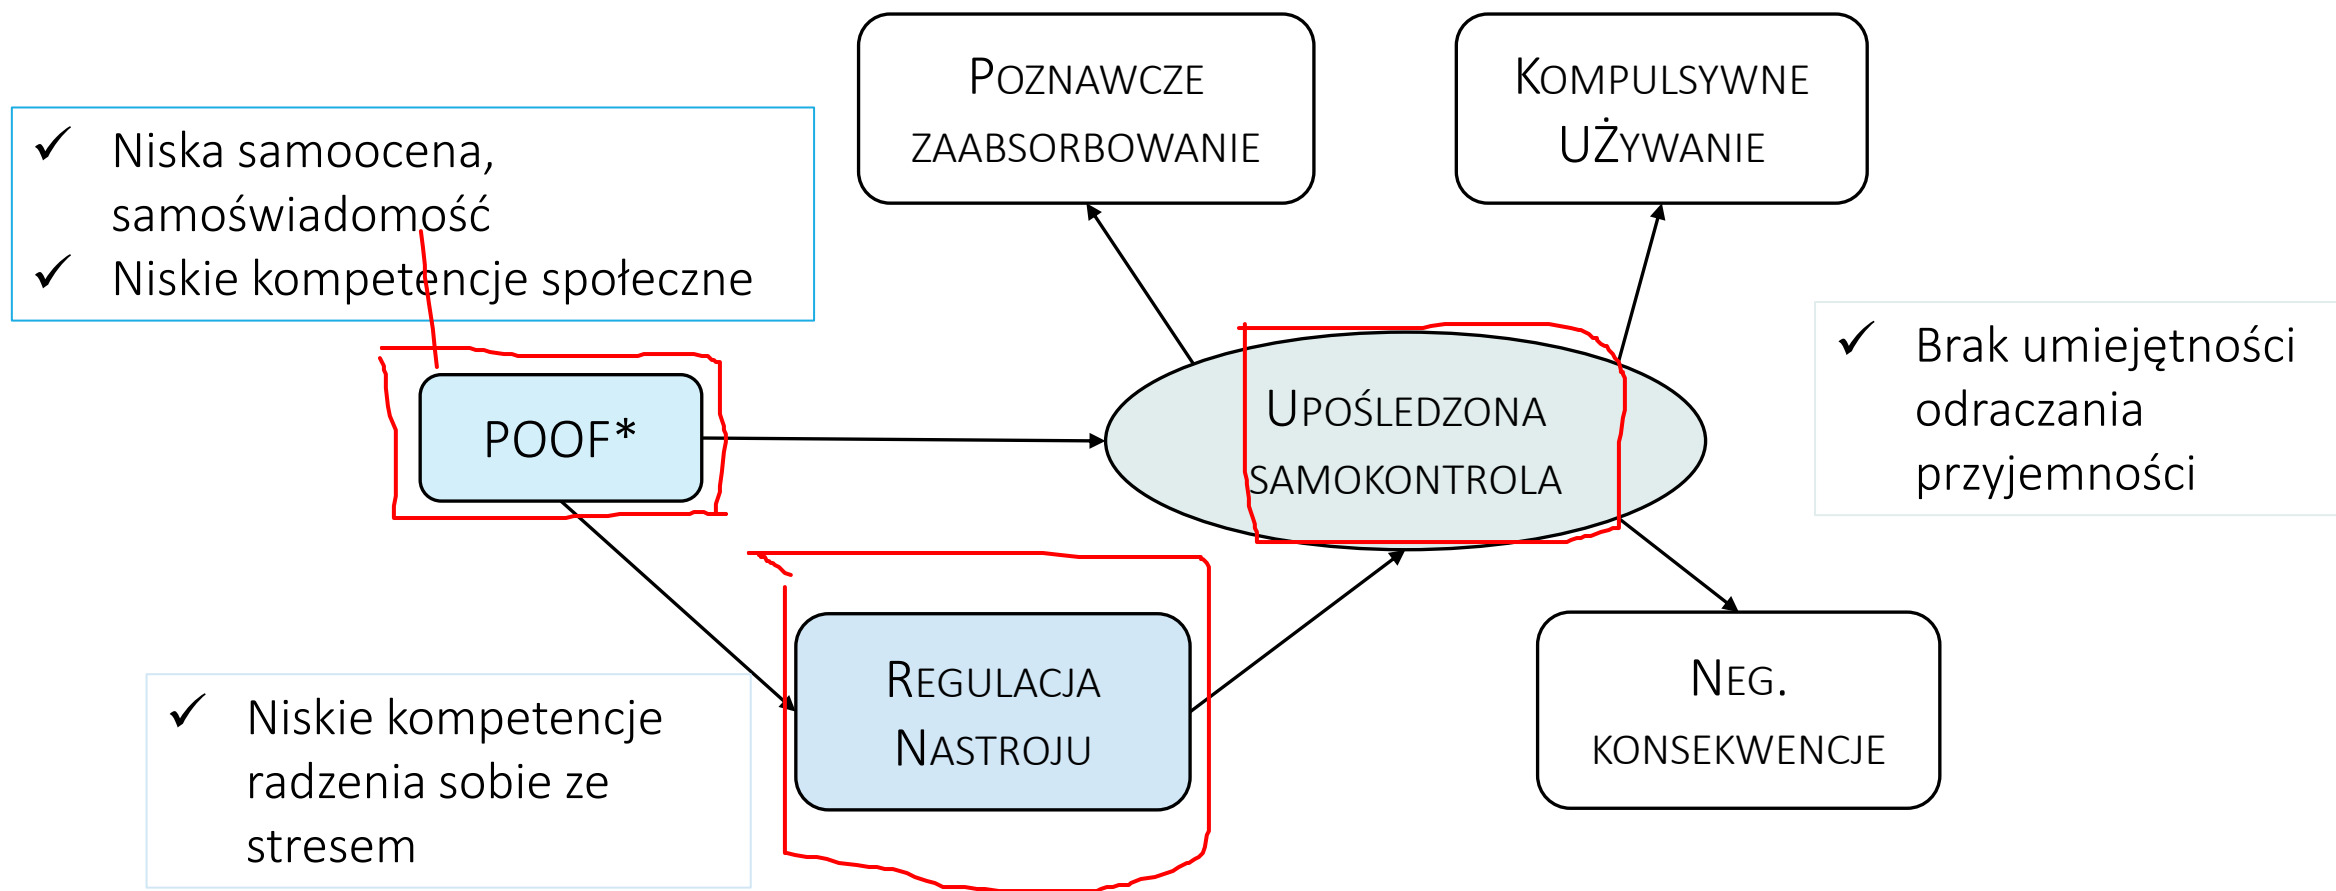 Poznawcze
zaabsorbowanie
Kompulsywne
UŻywanie
✓ Niska samoocena,
samoświadomość
✓ Niskie kompetencje społeczne
✓ Brak umiejętności
odraczania
przyjemności
POOF*
Upośledzona
samokontrola
✓ Niskie kompetencje
radzenia sobie ze
stresem
Regulacja
Nastroju
Neg.
konsekwencje